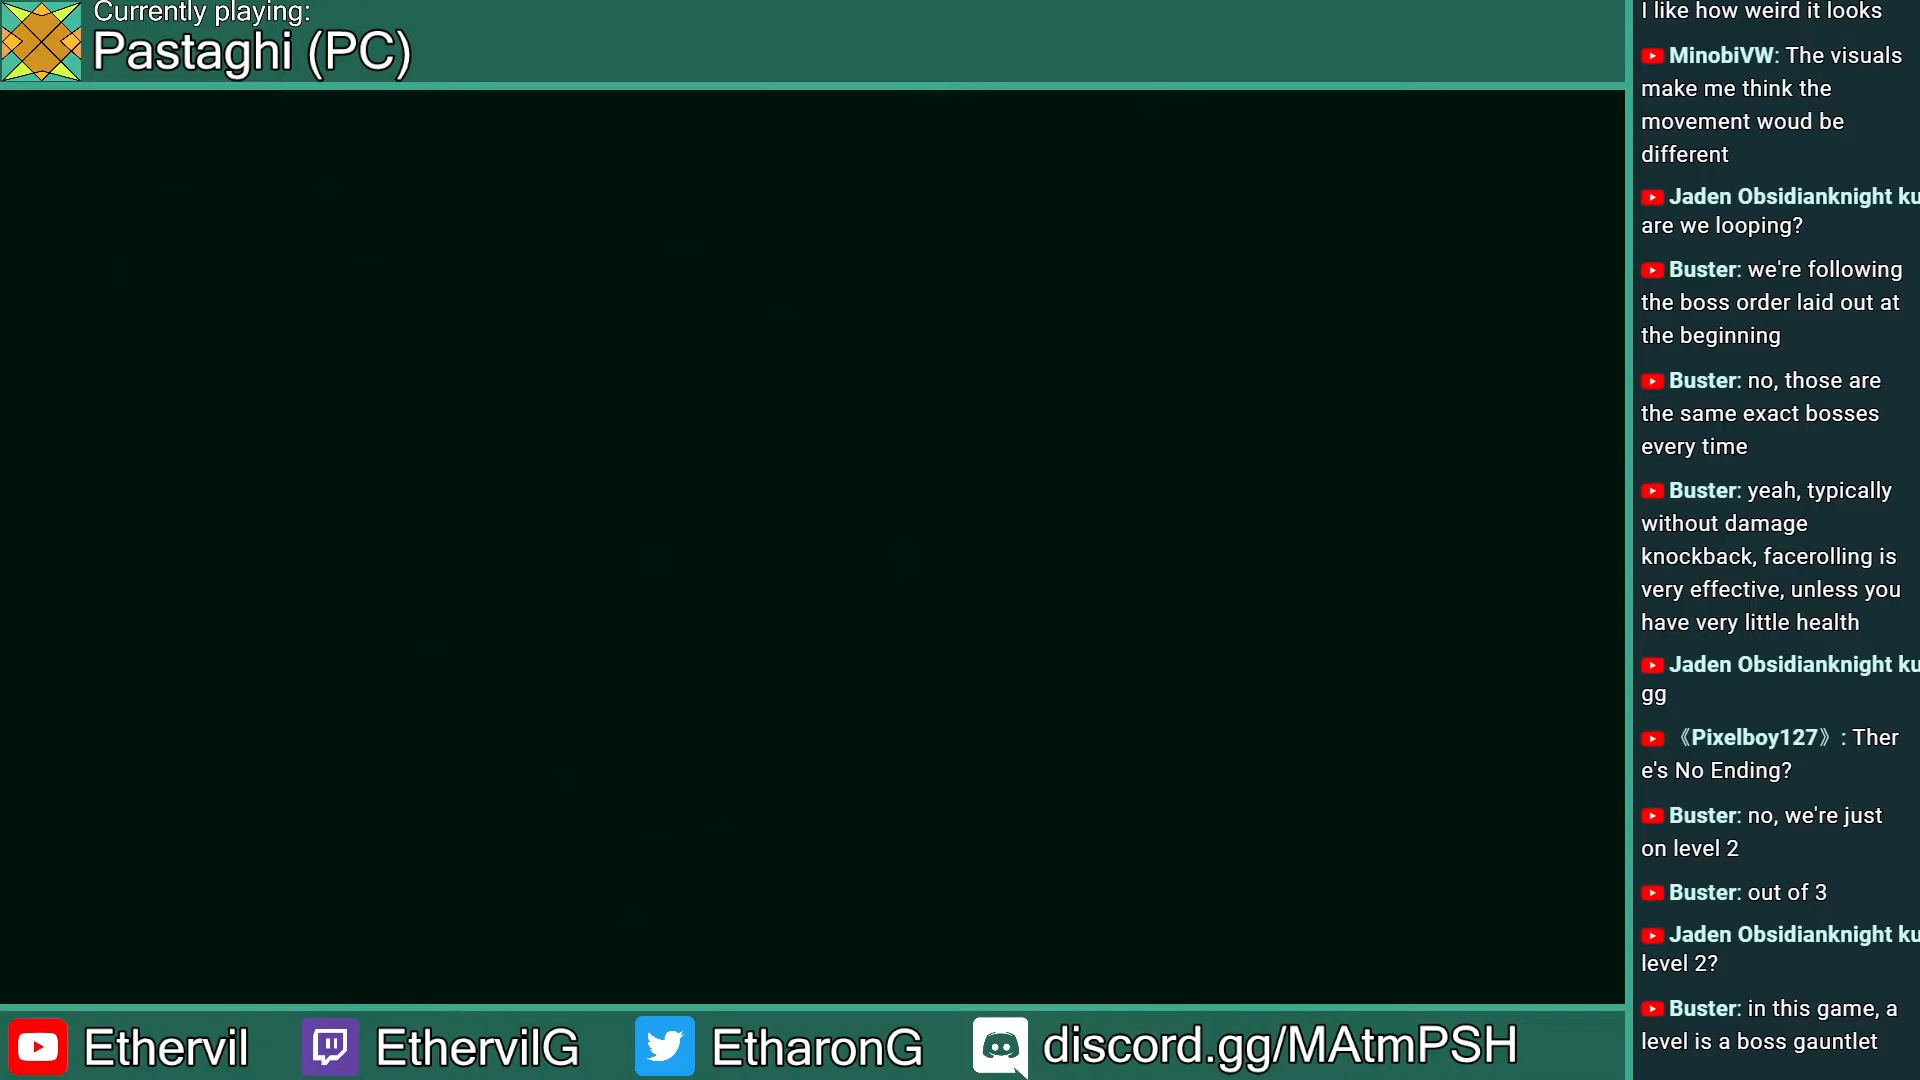 Currently playing:
Pastaghi (PC)
I like how weird it looks
MinobiVW: The visuals
make me think the
movement woud be
different
Jaden Obsidianknight ku
are we looping?
Buster: we're following
the boss order laid out at
the beginning
Buster: no, those are
the same exact bosses
every time
Buster: yeah, typically
without damage
knockback, facerolling is
very effective, unless you
have very little health
Jaden Obsidianknight ku
gg
《Pixelboy127》: Ther
e's No Ending?
Buster: no, we're just
on level 2
Buster: out of 3
Jaden Obsidianknight ku
level 2?
Buster: in this game, a
level is a boss gauntlet
Ethervil EthervilG EtharonG discord.gg/MAtmPSH